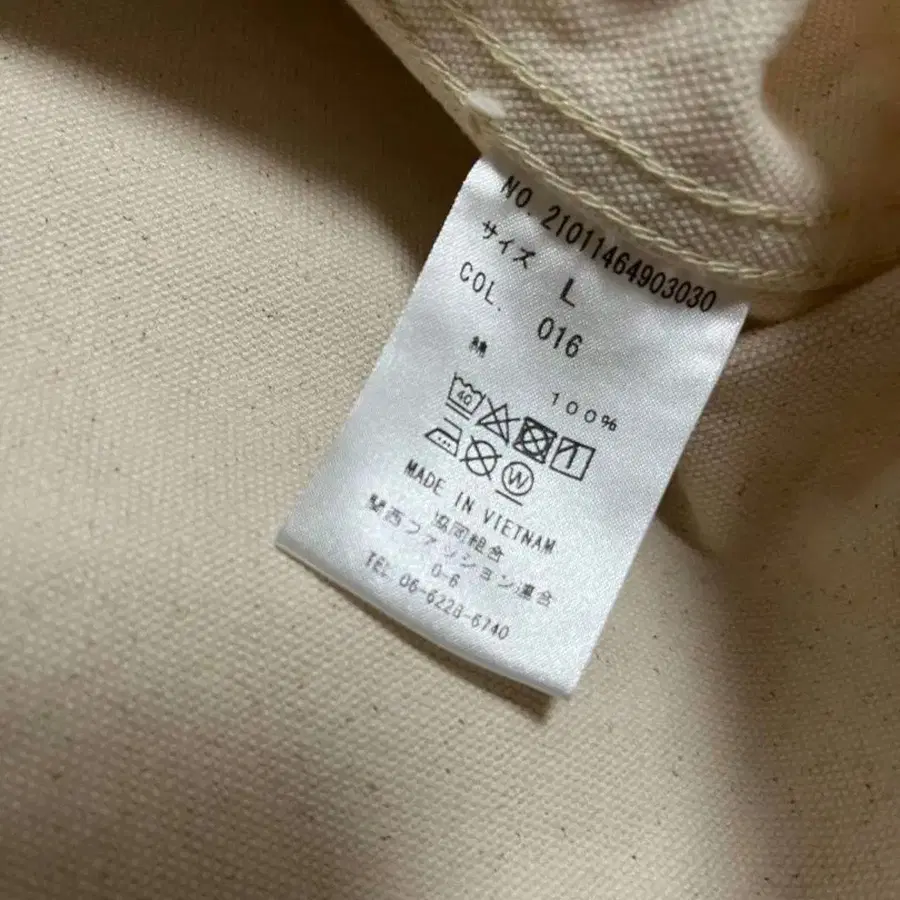 NO. 21011464903030
サイズ L
COL. 016
綿 100%
40
W
MADE IN VIETNAM
協同組合
関西ファッション連合
0-6
TEL 06-6228-6740